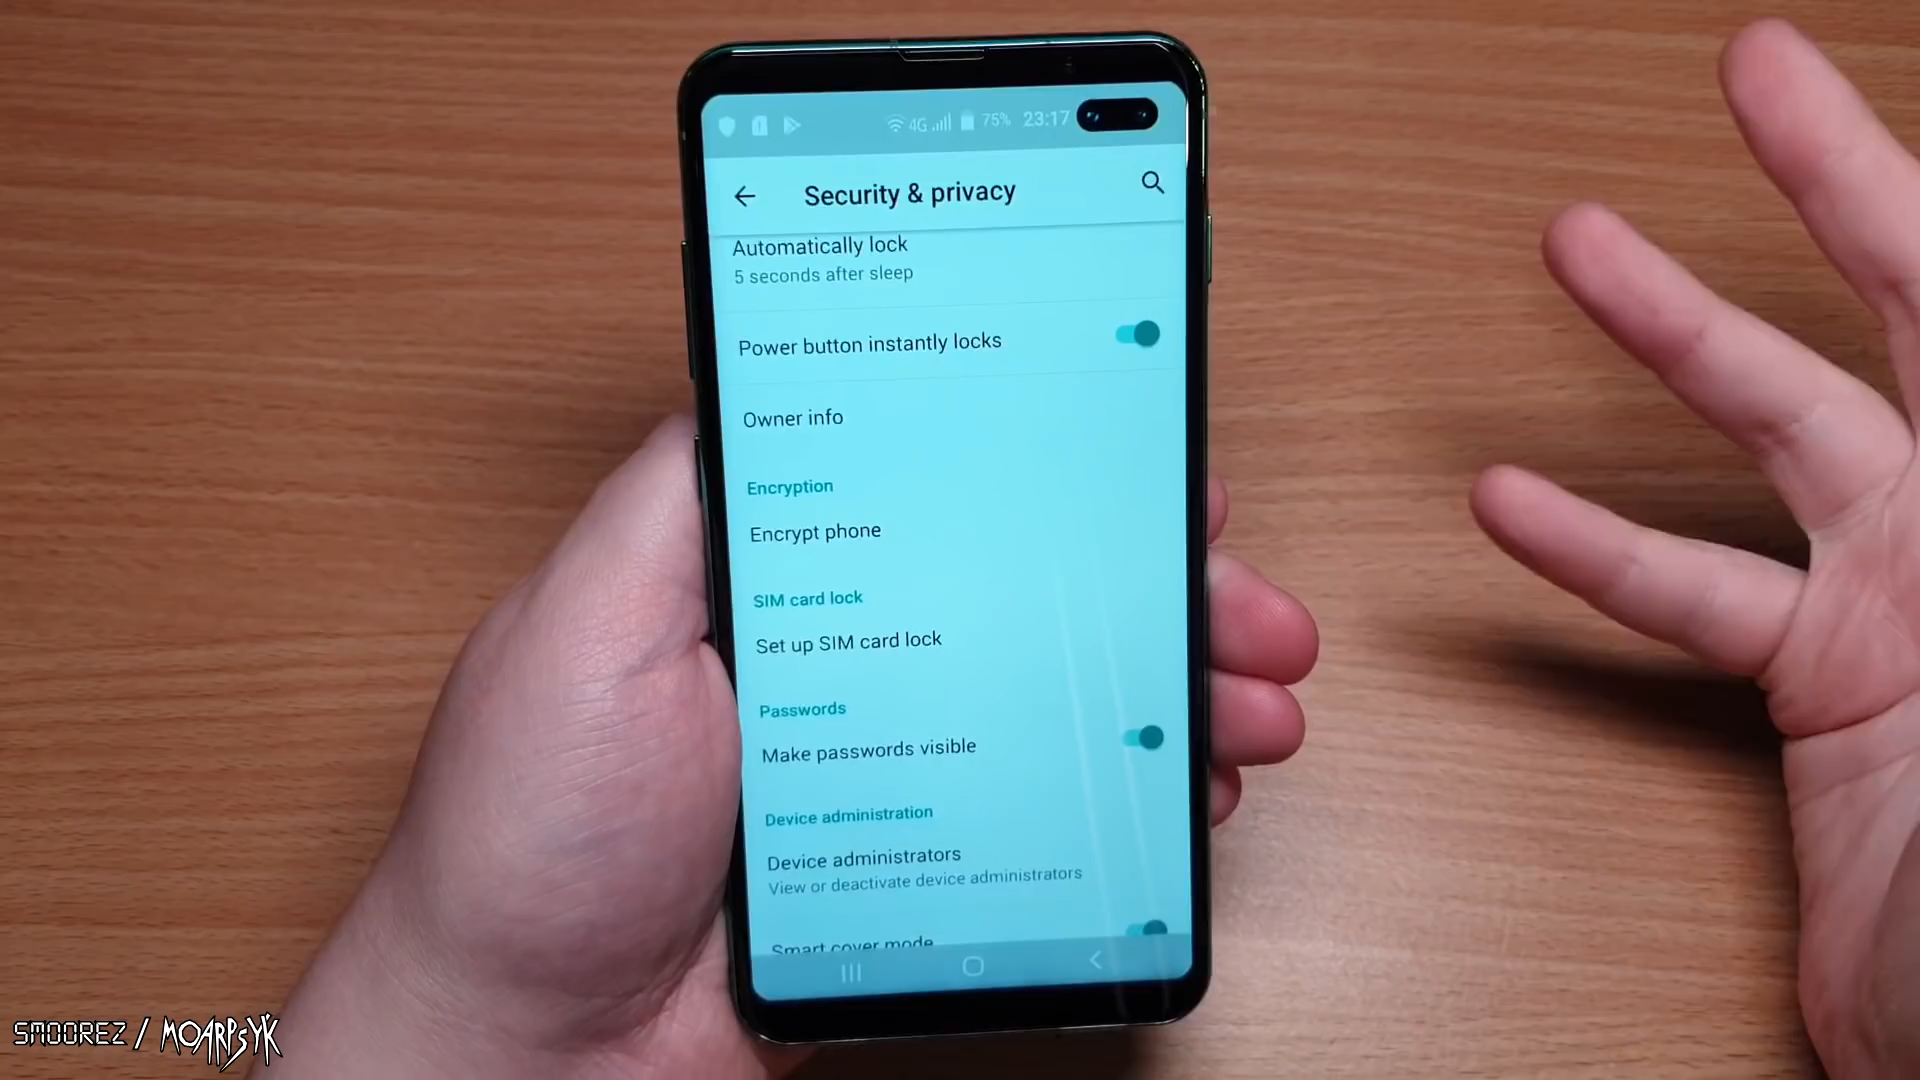 4G 75% 23:17
Security & privacy
Automatically lock
5 seconds after sleep
Power button instantly locks
Owner info
Encryption
Encrypt phone
SIM card lock
Set up SIM card lock
Passwords
Make passwords visible
Device administration
Device administrators
View or deactivate device administrators
Smart cover mode
SMOOREZ / MOARPSYK